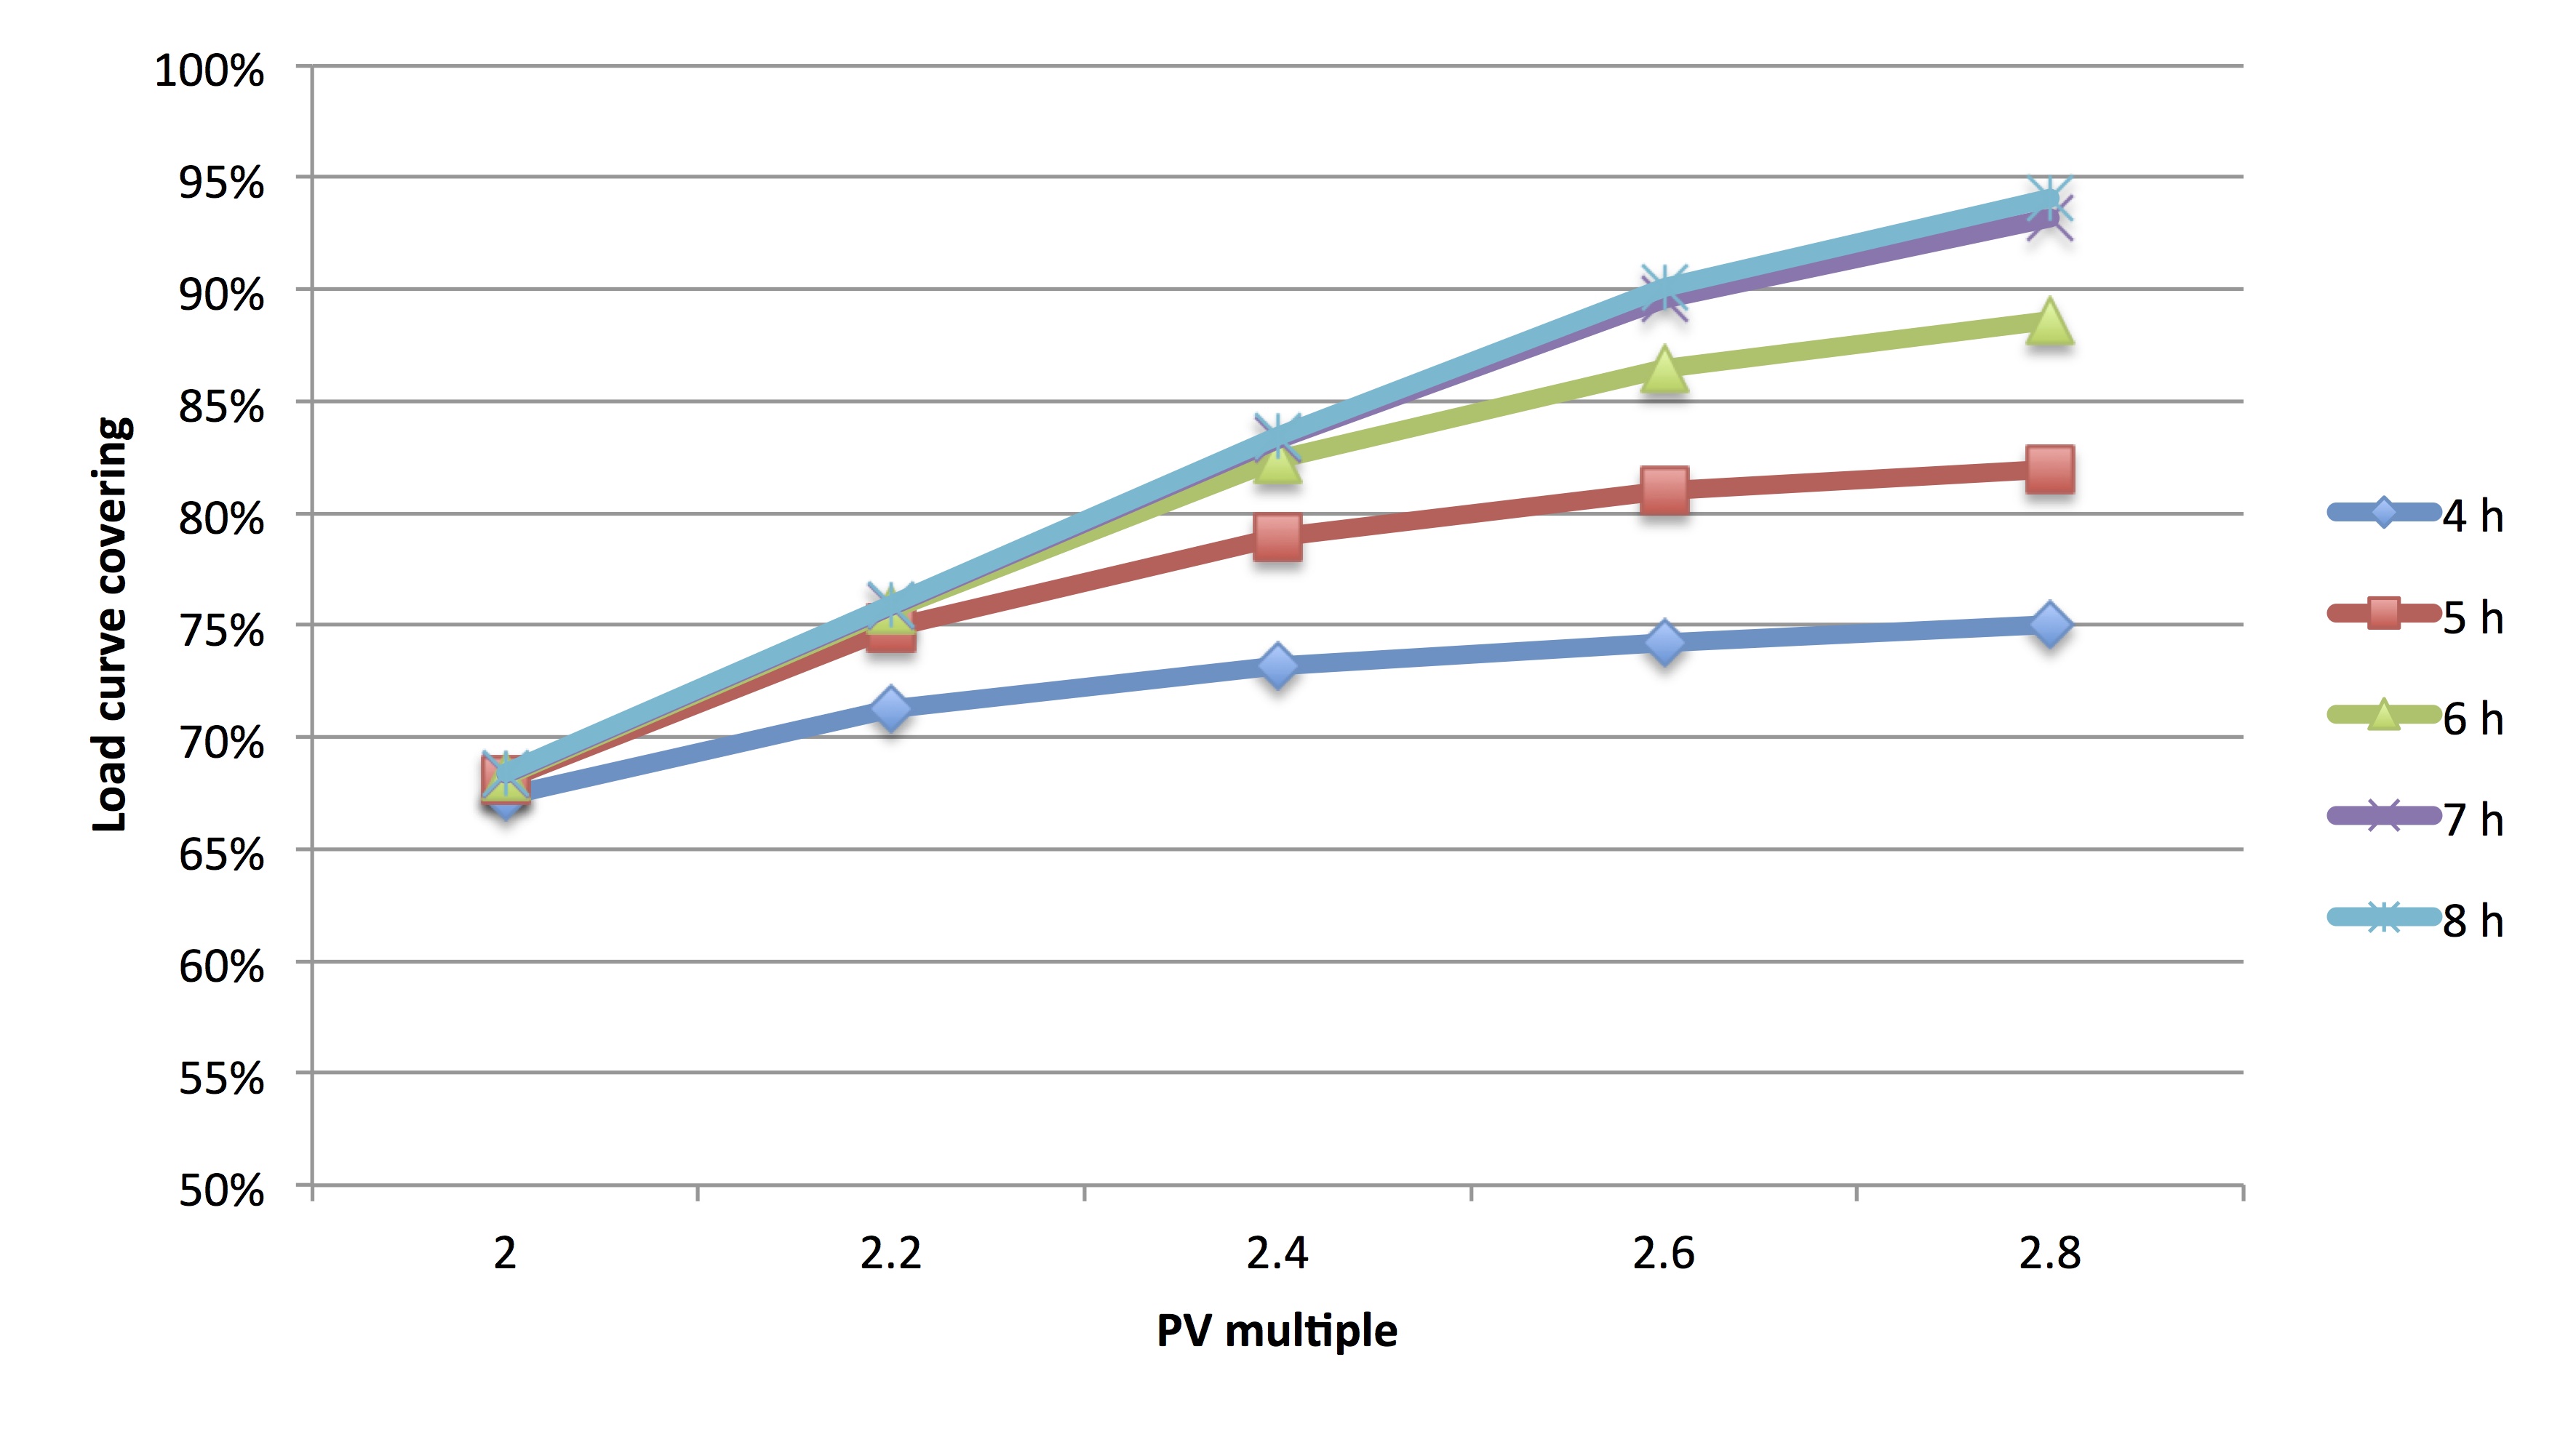 100%
95%
90%
85%
80%
75%
70%
65%
60%
55%
50%
Load curve covering
2 2.2 2.4 2.6 2.8
PV multiple
4 h
5 h
6 h
7 h
8 h